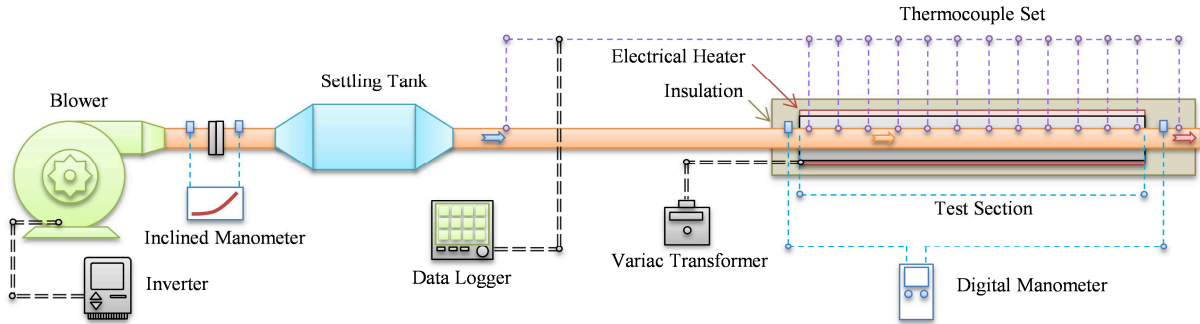 Thermocouple Set
Electrical Heater
Settling Tank
Insulation
Blower
Test Section
Inclined Manometer
Variac Transformer
Data Logger
Inverter
Digital Manometer